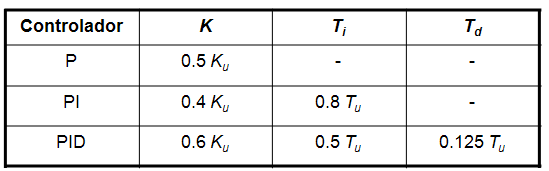 Controlador K Ti Td
P 0.5 Ku - -
PI 0.4 Ku 0.8 Tu -
PID 0.6 Ku 0.5 Tu 0.125 Tu